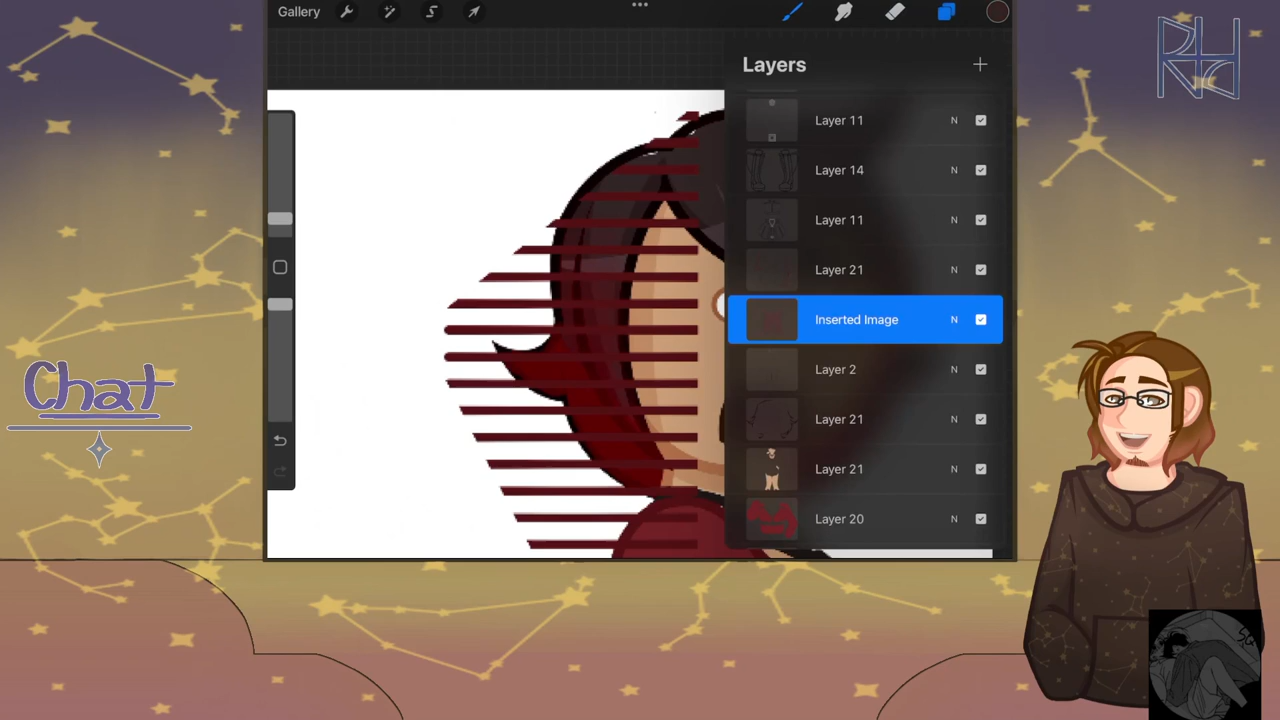 Gallery
Layers
Layer 11 N
Layer 14 N
Layer 11 N
Layer 21 N
Inserted Image N
Layer 2 N
Layer 21 N
Layer 21 N
Layer 20 N
Chat